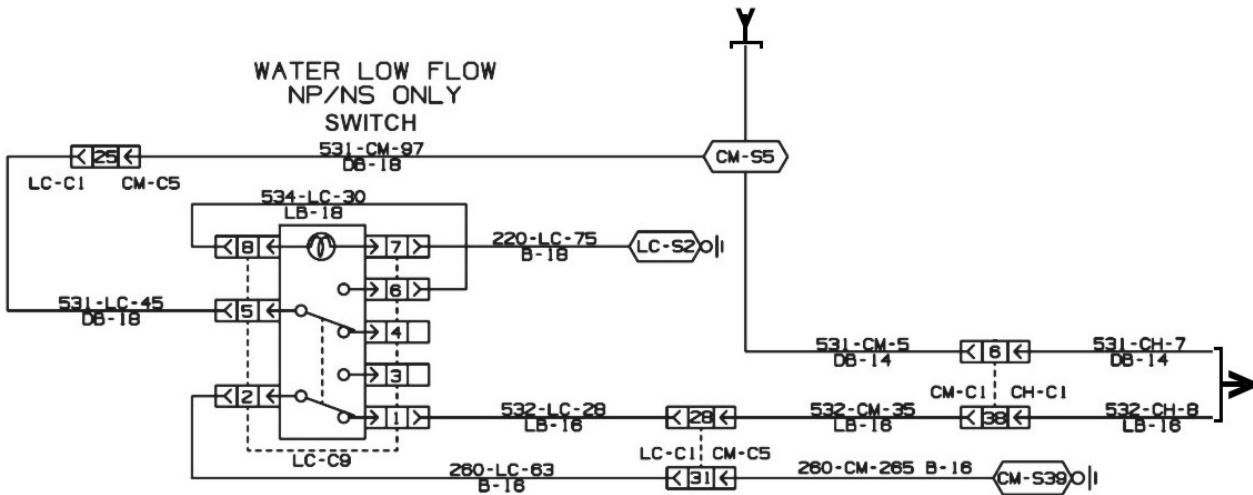 Y
WATER LOW FLOW
NP/NS ONLY
SWITCH
25
531-CM-97
DB-18
CM-S5
LC-C1 CM-C5
534-LC-30
LB-18
8
7
220-LC-75
B-18
LC-S2
6
531-LC-45
DB-18
5
4
531-CM-5
DB-14
6
531-CH-7
DB-14
3
CM-C1 CH-C1
2
1
532-LC-28
LB-16
28
532-CM-35
LB-16
38
532-CH-8
LB-16
LC-C9
LC-C1 CM-C5
260-LC-63
B-16
31
260-CM-265 B-16
CM-S39